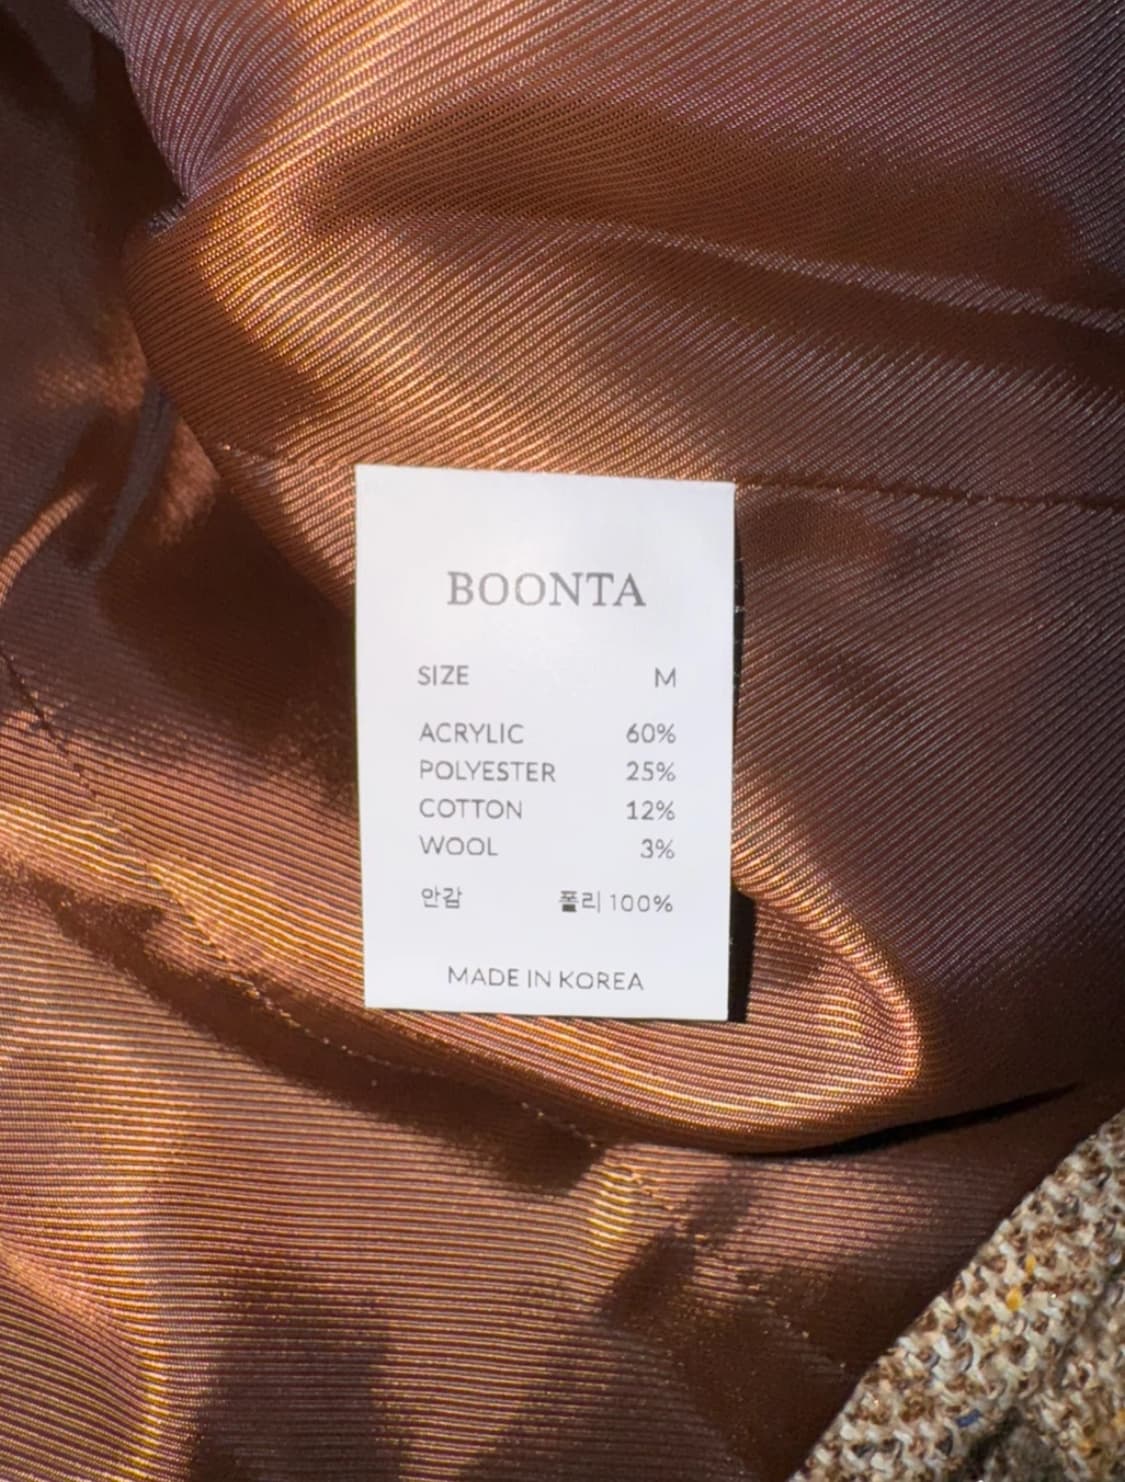 BOONTA
SIZE M
ACRYLIC 60%
POLYESTER 25%
COTTON 12%
WOOL 3%
안감 폴리 100%
MADE IN KOREA